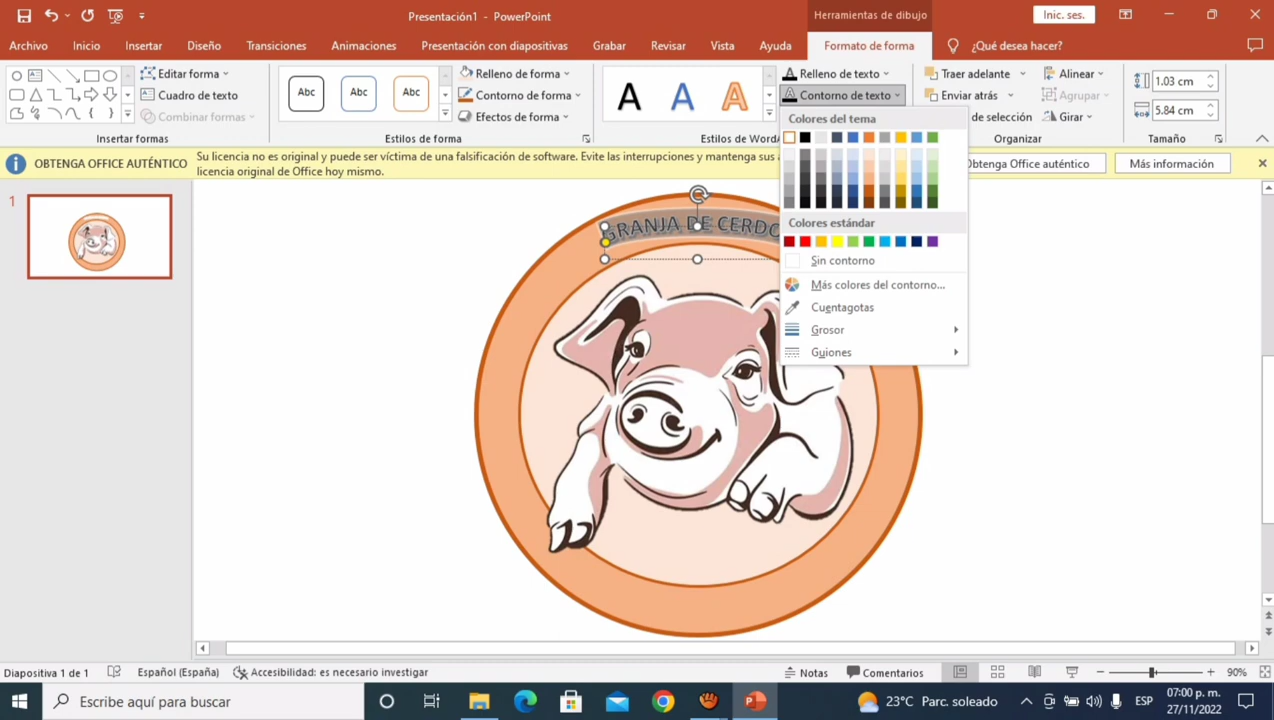 Presentación1 - PowerPoint
Herramientas de dibujo
Inic. ses.
Archivo Inicio Insertar Diseño Transiciones Animaciones Presentación con diapositivas Grabar Revisar Vista Ayuda Formato de forma ¿Qué desea hacer?
Editar forma
Cuadro de texto
Combinar formas
Insertar formas
Abc Abc Abc
Relleno de forma
Contorno de forma
Efectos de forma
Estilos de forma
A A A
Relleno de texto
Contorno de texto
Estilos de WordA
Traer adelante
Enviar atrás
de selección
Alinear
Agrupar
Girar
Organizar
1.03 cm
5.84 cm
Tamaño
OBTENGA OFFICE AUTÉNTICO
Su licencia no es original y puede ser víctima de una falsificación de software. Evite las interrupciones y mantenga sus a
licencia original de Office hoy mismo.
Obtenga Office auténtico
Más información
Colores del tema
Colores estándar
Sin contorno
Más colores del contorno...
Cuentagotas
Grosor
Guiones
1
GRANJA DE CERDO
Diapositiva 1 de 1
Español (España)
Accesibilidad: es necesario investigar
Notas
Comentarios
90%
Escribe aquí para buscar
23°C Parc. soleado
ESP
07:00 p. m.
27/11/2022